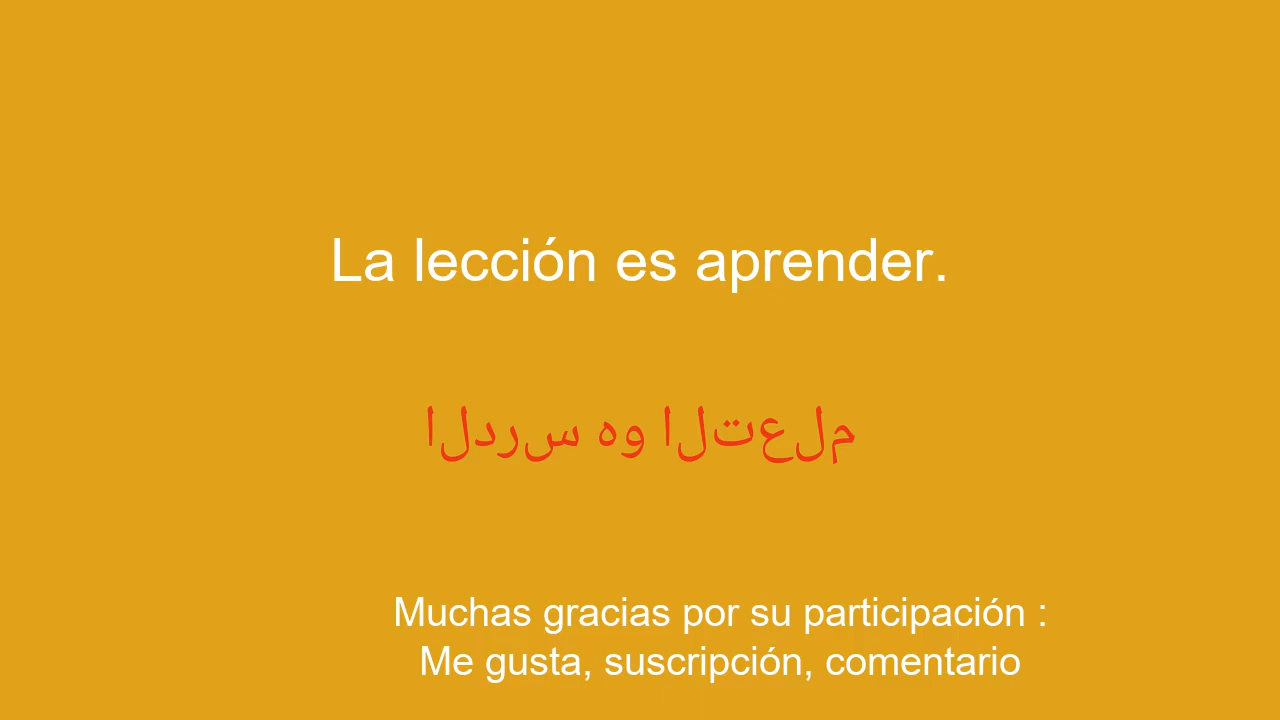 La lección es aprender.
الدرس هو التعلم
Muchas gracias por su participación :
Me gusta, suscripción, comentario